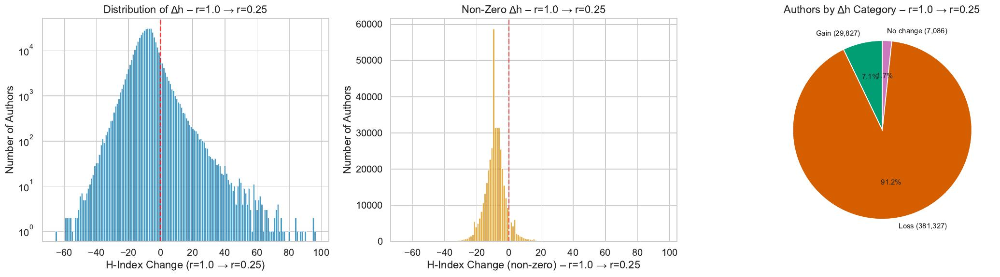 Distribution of Δh – r=1.0 → r=0.25
Number of Authors
10^4
10^3
10^2
10^1
10^0
−60 −40 −20 0 20 40 60 80 100
H-Index Change (r=1.0 → r=0.25)
Non-Zero Δh – r=1.0 → r=0.25
Number of Authors
60000
50000
40000
30000
20000
10000
0
−60 −40 −20 0 20 40 60 80 100
H-Index Change (non-zero) – r=1.0 → r=0.25
Authors by Δh Category – r=1.0 → r=0.25
Gain (29,827)
No change (7,086)
7.1%
1.7%
91.2%
Loss (381,327)